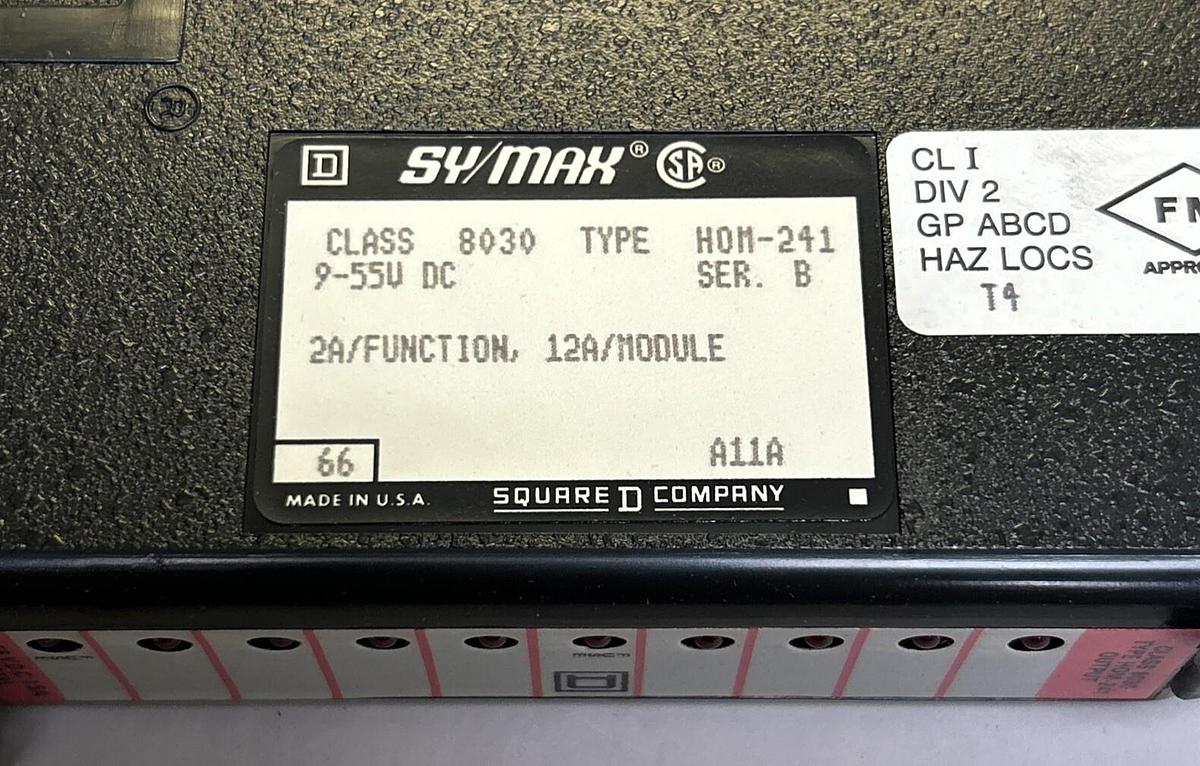 SY/MAX® SA®
CLASS 8030 TYPE HOM-241
9-55V DC SER. B
2A/FUNCTION, 12A/MODULE
66 A11A
MADE IN U.S.A. SQUARE D COMPANY
CL I
DIV 2
GP ABCD
HAZ LOCS
T4
FM